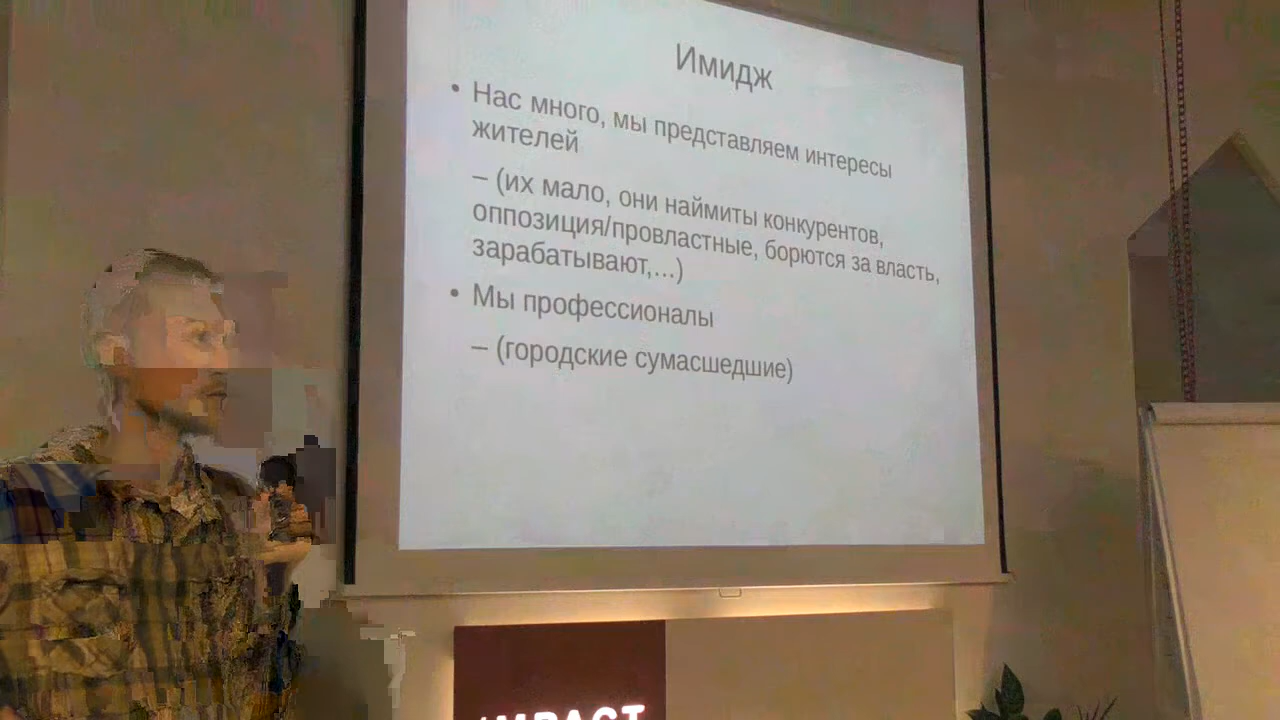 Имидж
• Нас много, мы представляем интересы
жителей
– (их мало, они наймиты конкурентов,
оппозиция/провластные, борются за власть,
зарабатывают,...)
• Мы профессионалы
– (городские сумасшедшие)
IMPACT